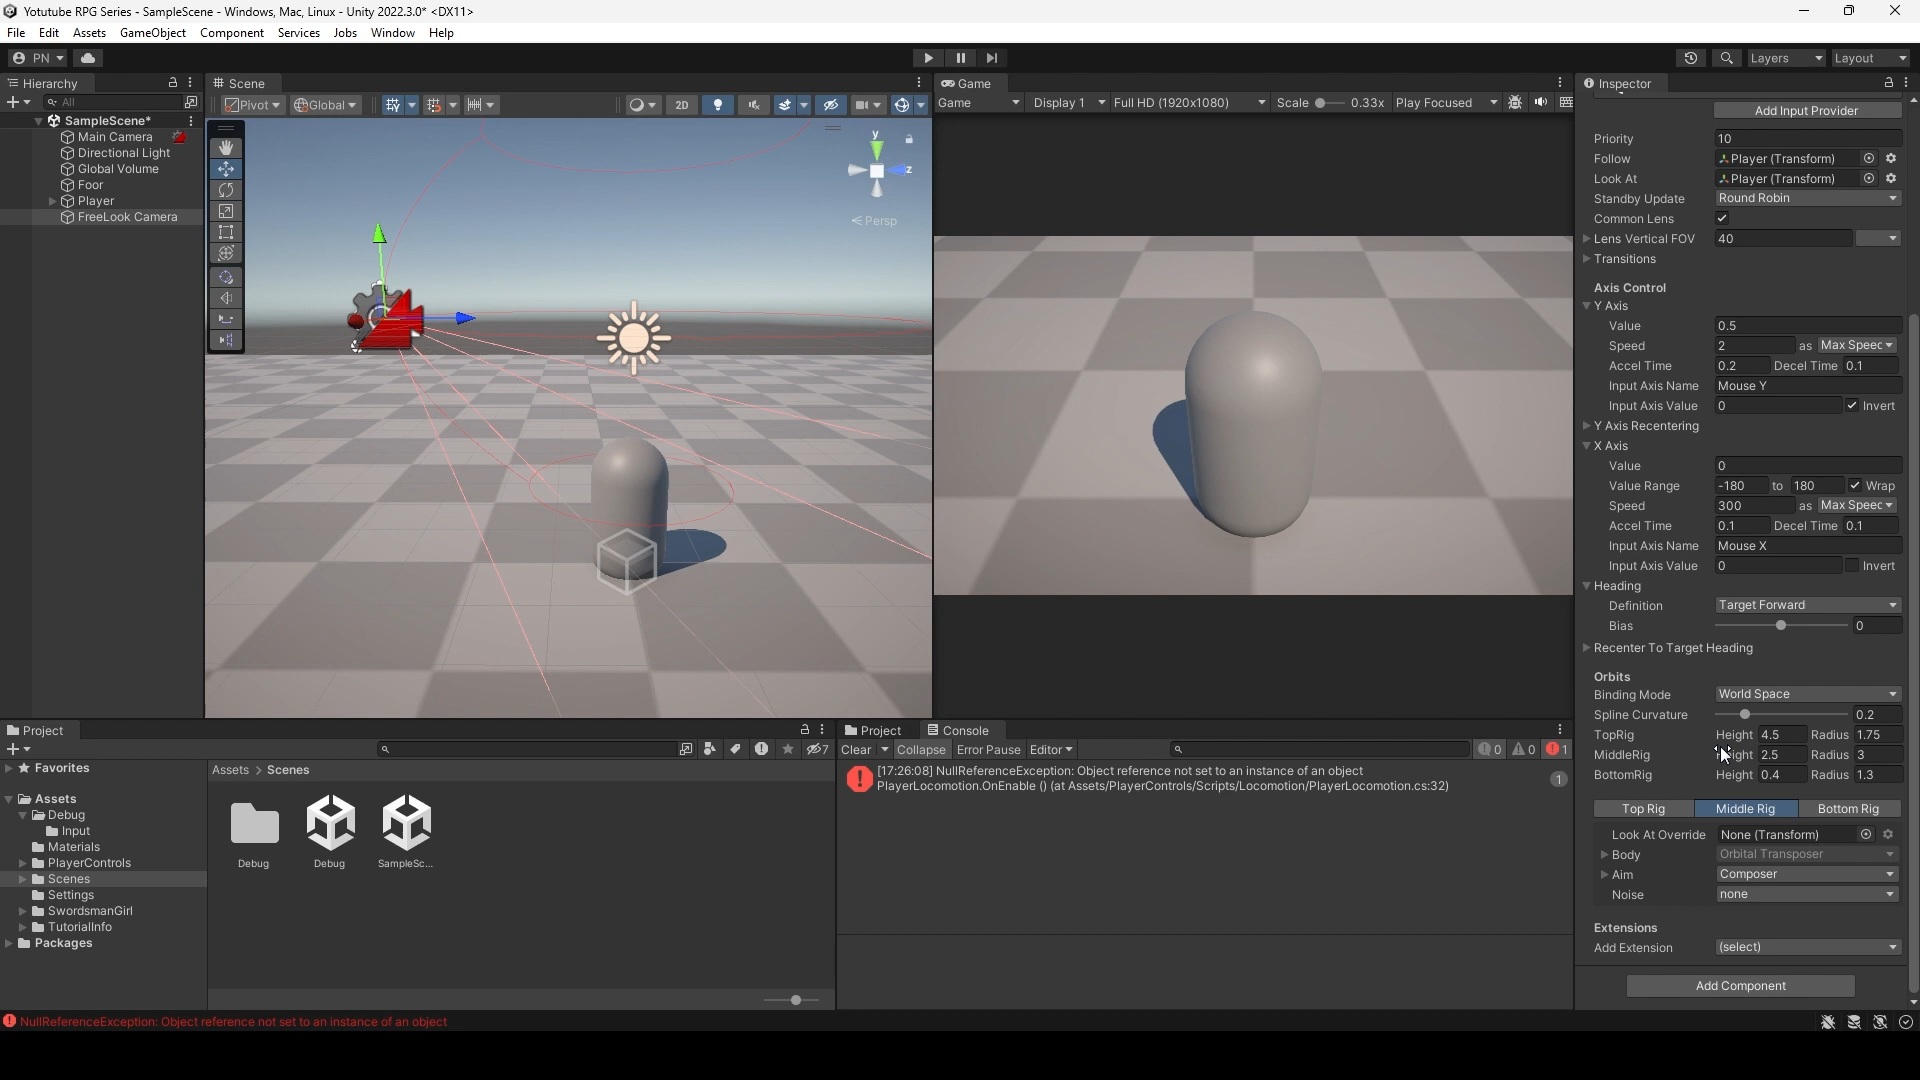 Yotutube RPG Series - SampleScene - Windows, Mac, Linux - Unity 2022.3.0* <DX11>
File Edit Assets GameObject Component Services Jobs Window Help
PN
Layers Layout
Hierarchy
All
SampleScene*
Main Camera
Directional Light
Global Volume
Foor
Player
FreeLook Camera
Scene
Pivot Global 2D
y
z
Persp
Game
Game Display 1 Full HD (1920x1080) Scale 0.33x Play Focused
Inspector
Add Input Provider
Priority 10
Follow Player (Transform)
Look At Player (Transform)
Standby Update Round Robin
Common Lens
Lens Vertical FOV 40
Transitions
Axis Control
Y Axis
Value 0.5
Speed 2 as Max Speec
Accel Time 0.2 Decel Time 0.1
Input Axis Name Mouse Y
Input Axis Value 0 Invert
Y Axis Recentering
X Axis
Value 0
Value Range -180 to 180 Wrap
Speed 300 as Max Speec
Accel Time 0.1 Decel Time 0.1
Input Axis Name Mouse X
Input Axis Value 0 Invert
Heading
Definition Target Forward
Bias 0
Recenter To Target Heading
Orbits
Binding Mode World Space
Spline Curvature 0.2
TopRig Height 4.5 Radius 1.75
MiddleRig Height 2.5 Radius 3
BottomRig Height 0.4 Radius 1.3
Top Rig Middle Rig Bottom Rig
Look At Override None (Transform)
Body Orbital Transposer
Aim Composer
Noise none
Extensions
Add Extension (select)
Add Component
Project
7
Favorites
Assets
Debug
Input
Materials
PlayerControls
Scenes
Settings
SwordsmanGirl
TutorialInfo
Packages
Assets > Scenes
Debug Debug SampleSc...
Project Console
Clear Collapse Error Pause Editor 0 0 1
[17:26:08] NullReferenceException: Object reference not set to an instance of an object
PlayerLocomotion.OnEnable () (at Assets/PlayerControls/Scripts/Locomotion/PlayerLocomotion.cs:32)
1
NullReferenceException: Object reference not set to an instance of an object